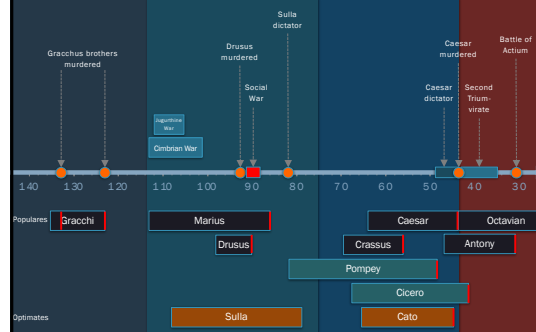 Sulla
dictator
Gracchus brothers
murdered
Drusus
murdered
Caesar
murdered
Battle of
Actium
Social
War
Caesar
dictator
Second
Trium-
virate
Jugurthine
War
Cimbrian War
140 130 120 110 100 90 80 70 60 50 40 30
Populares
Gracchi
Marius
Caesar
Octavian
Drusus
Crassus
Antony
Pompey
Cicero
Optimates
Sulla
Cato